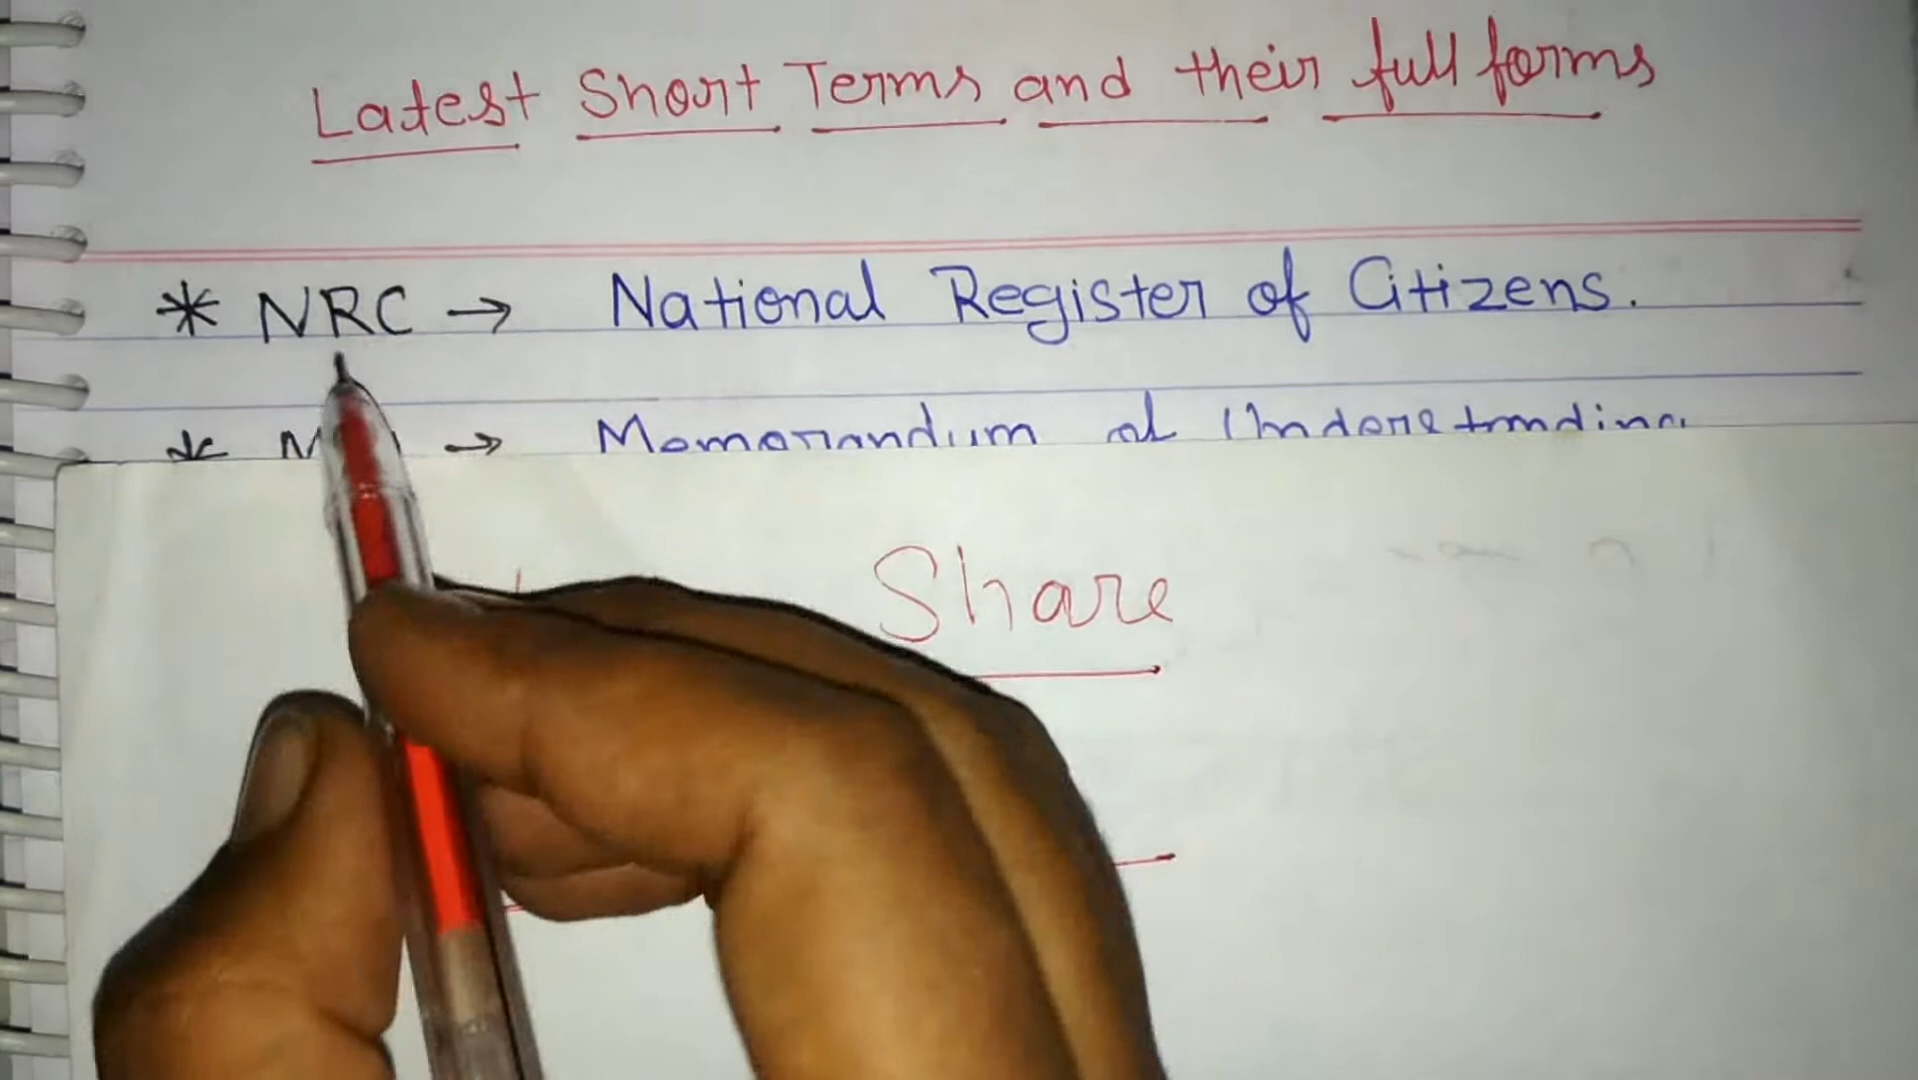 Latest Short Terms and their full forms
* NRC → National Register of Citizens.
* → Memorandum of Understanding.
Share